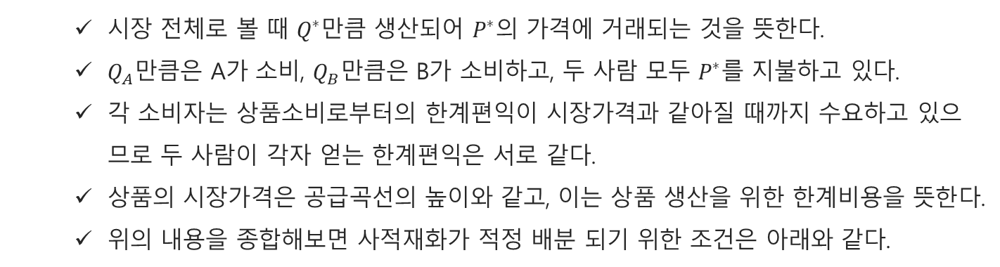 ✓ 시장 전체로 볼 때 Q*만큼 생산되어 P*의 가격에 거래되는 것을 뜻한다.
✓ Q_A만큼은 A가 소비, Q_B만큼은 B가 소비하고, 두 사람 모두 P*를 지불하고 있다.
✓ 각 소비자는 상품소비로부터의 한계편익이 시장가격과 같아질 때까지 수요하고 있으
므로 두 사람이 각자 얻는 한계편익은 서로 같다.
✓ 상품의 시장가격은 공급곡선의 높이와 같고, 이는 상품 생산을 위한 한계비용을 뜻한다.
✓ 위의 내용을 종합해보면 사적재화가 적정 배분 되기 위한 조건은 아래와 같다.